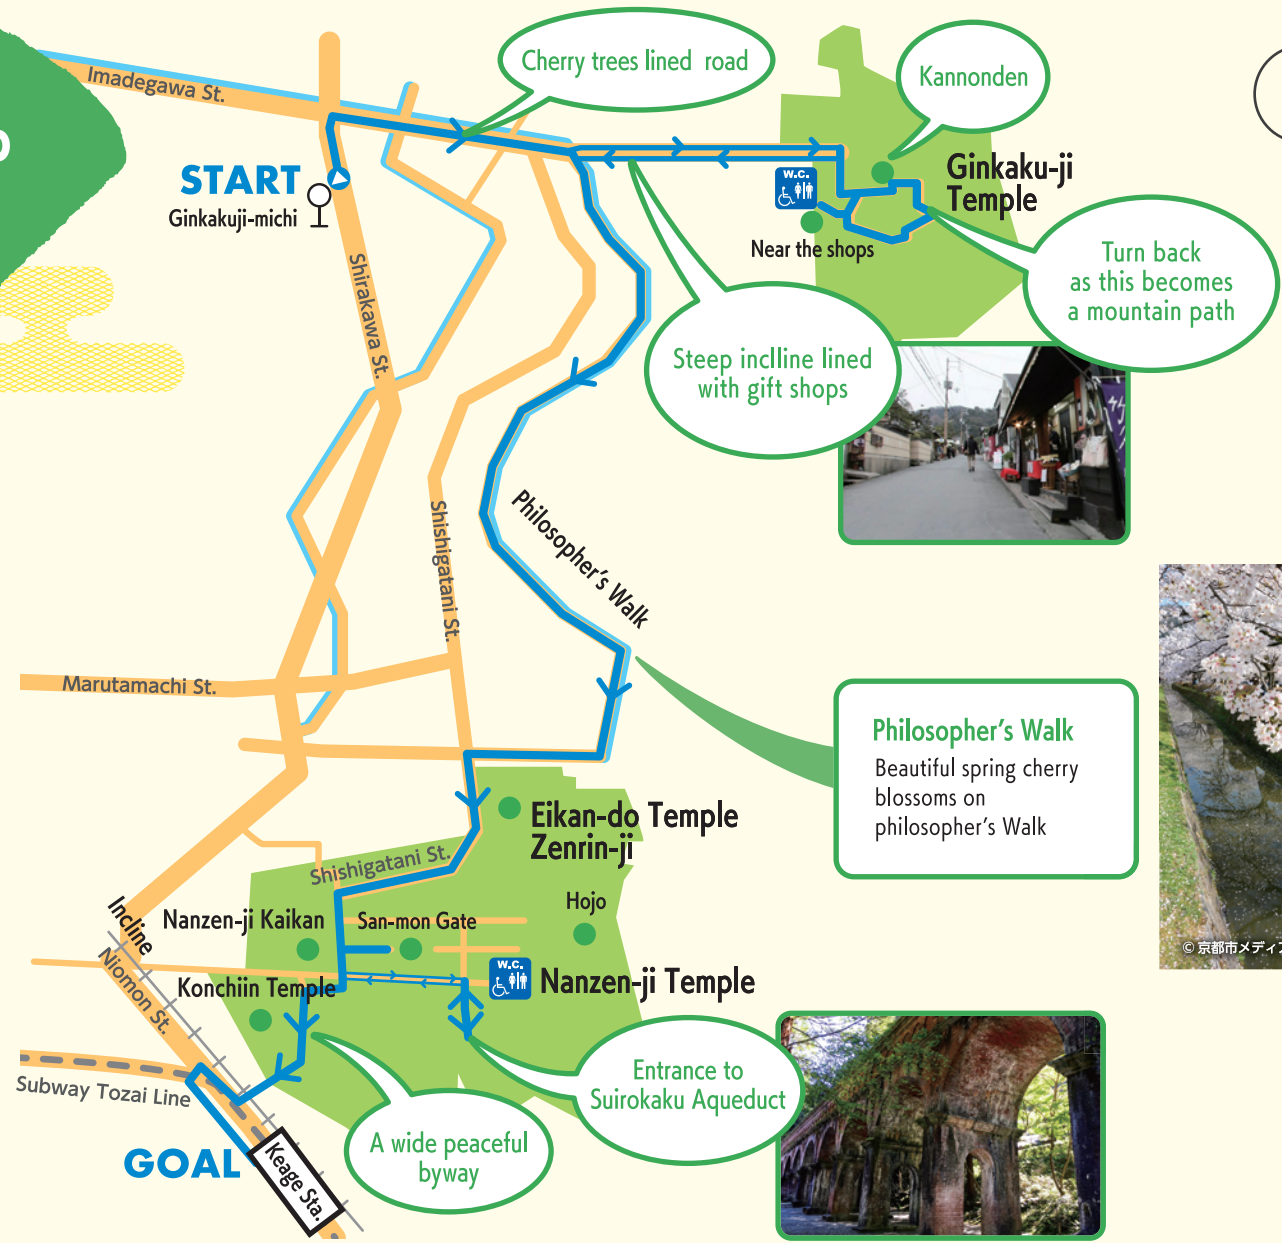 Imadegawa St.
Cherry trees lined road
Kannonden
START
Ginkakuji-michi
W.C.
Ginkaku-ji
Temple
Near the shops
Turn back
as this becomes
a mountain path
Shirakawa St.
Steep inclline lined
with gift shops
Philosopher's Walk
Shishigatani St.
Marutamachi St.
Philosopher's Walk
Beautiful spring cherry
blossoms on
philosopher's Walk
Eikan-do Temple
Zenrin-ji
Shishigatani St.
Incline
Nanzen-ji Kaikan
San-mon Gate
Hojo
Niomon St.
Konchiin Temple
W.C.
Nanzen-ji Temple
© 京都市メディ
Subway Tozai Line
Entrance to
Suirokaku Aqueduct
A wide peaceful
byway
GOAL
Keage Sta.